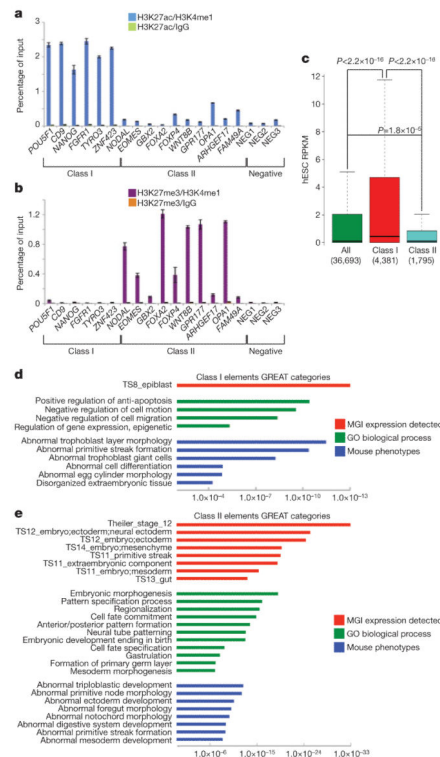 a
H3K27ac/H3K4me1
H3K27ac/IgG
Percentage of input
3
2
1
0
POU5F1
CD9
NANOG
FGFR1
TYRO3
ZNF423
NODAL
EOMES
GBX2
FOXA2
FOXP4
WNT8B
GPR177
OPA1
ARHGEF17
FAM49A
NEG1
NEG2
NEG3
Class I
Class II
Negative
b
H3K27me3/H3K4me1
H3K27me3/IgG
Percentage of input
1.2
0.8
0.4
0
POU5F1
CD9
NANOG
FGFR1
TYRO3
ZNF423
NODAL
EOMES
GBX2
FOXA2
FOXP4
WNT8B
GPR177
ARHGEF17
OPA1
FAM49A
NEG1
NEG2
NEG3
Class I
Class II
Negative
c
P<2.2×10⁻¹⁶ P<2.2×10⁻¹⁶
hESC RPKM
12
10
8
6
4
2
0
All
(36,693)
Class I
(4,381)
Class II
(1,795)
d
Class I elements GREAT categories
TS8_epiblast
Positive regulation of anti-apoptosis
Negative regulation of cell motion
Negative regulation of cell migration
Regulation of gene expression, epigenetic
Abnormal trophoblast layer morphology
Abnormal primitive streak formation
Abnormal trophoblast giant cells
Abnormal cell differentiation
Abnormal egg cylinder morphology
Disorganized extraembryonic tissue
MGI expression detected
GO biological process
Mouse phenotypes
1.0×10⁻⁴ 1.0×10⁻⁷ 1.0×10⁻¹⁰ 1.0×10⁻¹³
e
Class II elements GREAT categories
Theiler_stage_12
TS12_embryo;ectoderm;neural ectoderm
TS12_embryo;ectoderm
TS14_embryo;mesenchyme
TS11_primitive streak
TS11_extraembryonic component
TS11_embryo;mesoderm
TS13_gut
Embryonic morphogenesis
Pattern specification process
Regionalization
Cell fate commitment
Anterior/posterior pattern formation
Neural tube patterning
Embryonic development ending in birth
Cell fate specification
Gastrulation
Formation of primary germ layer
Mesoderm morphogenesis
Abnormal triploblastic development
Abnormal primitive node morphology
Abnormal ectoderm development
Abnormal foregut morphology
Abnormal notochord morphology
Abnormal digestive system development
Abnormal primitive streak formation
Abnormal mesoderm development
MGI expression detected
GO biological process
Mouse phenotypes
1.0×10⁻⁶ 1.0×10⁻¹⁵ 1.0×10⁻²⁴ 1.0×10⁻³³